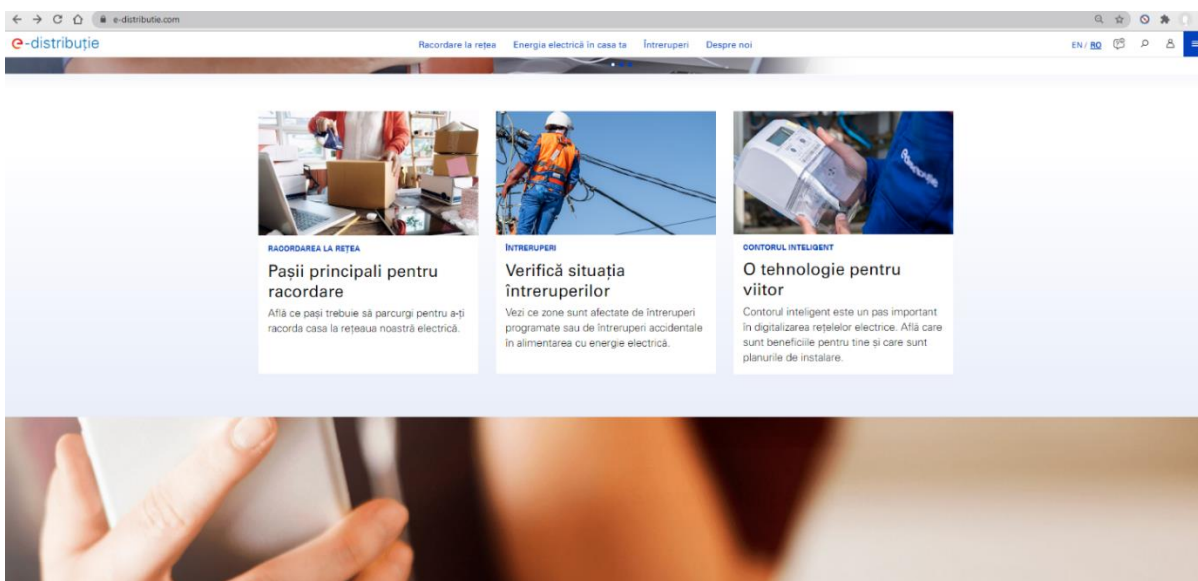 e-distributie.com
e-distribuție
Racordare la rețea Energia electrică în casa ta Întreruperi Despre noi
EN / RO
RACORDAREA LA REȚEA
Pașii principali pentru
racordare
Află ce pași trebuie să parcurgi pentru a-ți
racorda casa la rețeaua noastră electrică.
ÎNTRERUPERI
Verifică situația
întreruperilor
Vezi ce zone sunt afectate de întreruperi
programate sau de întreruperi accidentale
în alimentarea cu energie electrică.
CONTORUL INTELIGENT
O tehnologie pentru
viitor
Contorul inteligent este un pas important
în digitalizarea rețelelor electrice. Află care
sunt beneficiile pentru tine și care sunt
planurile de instalare.